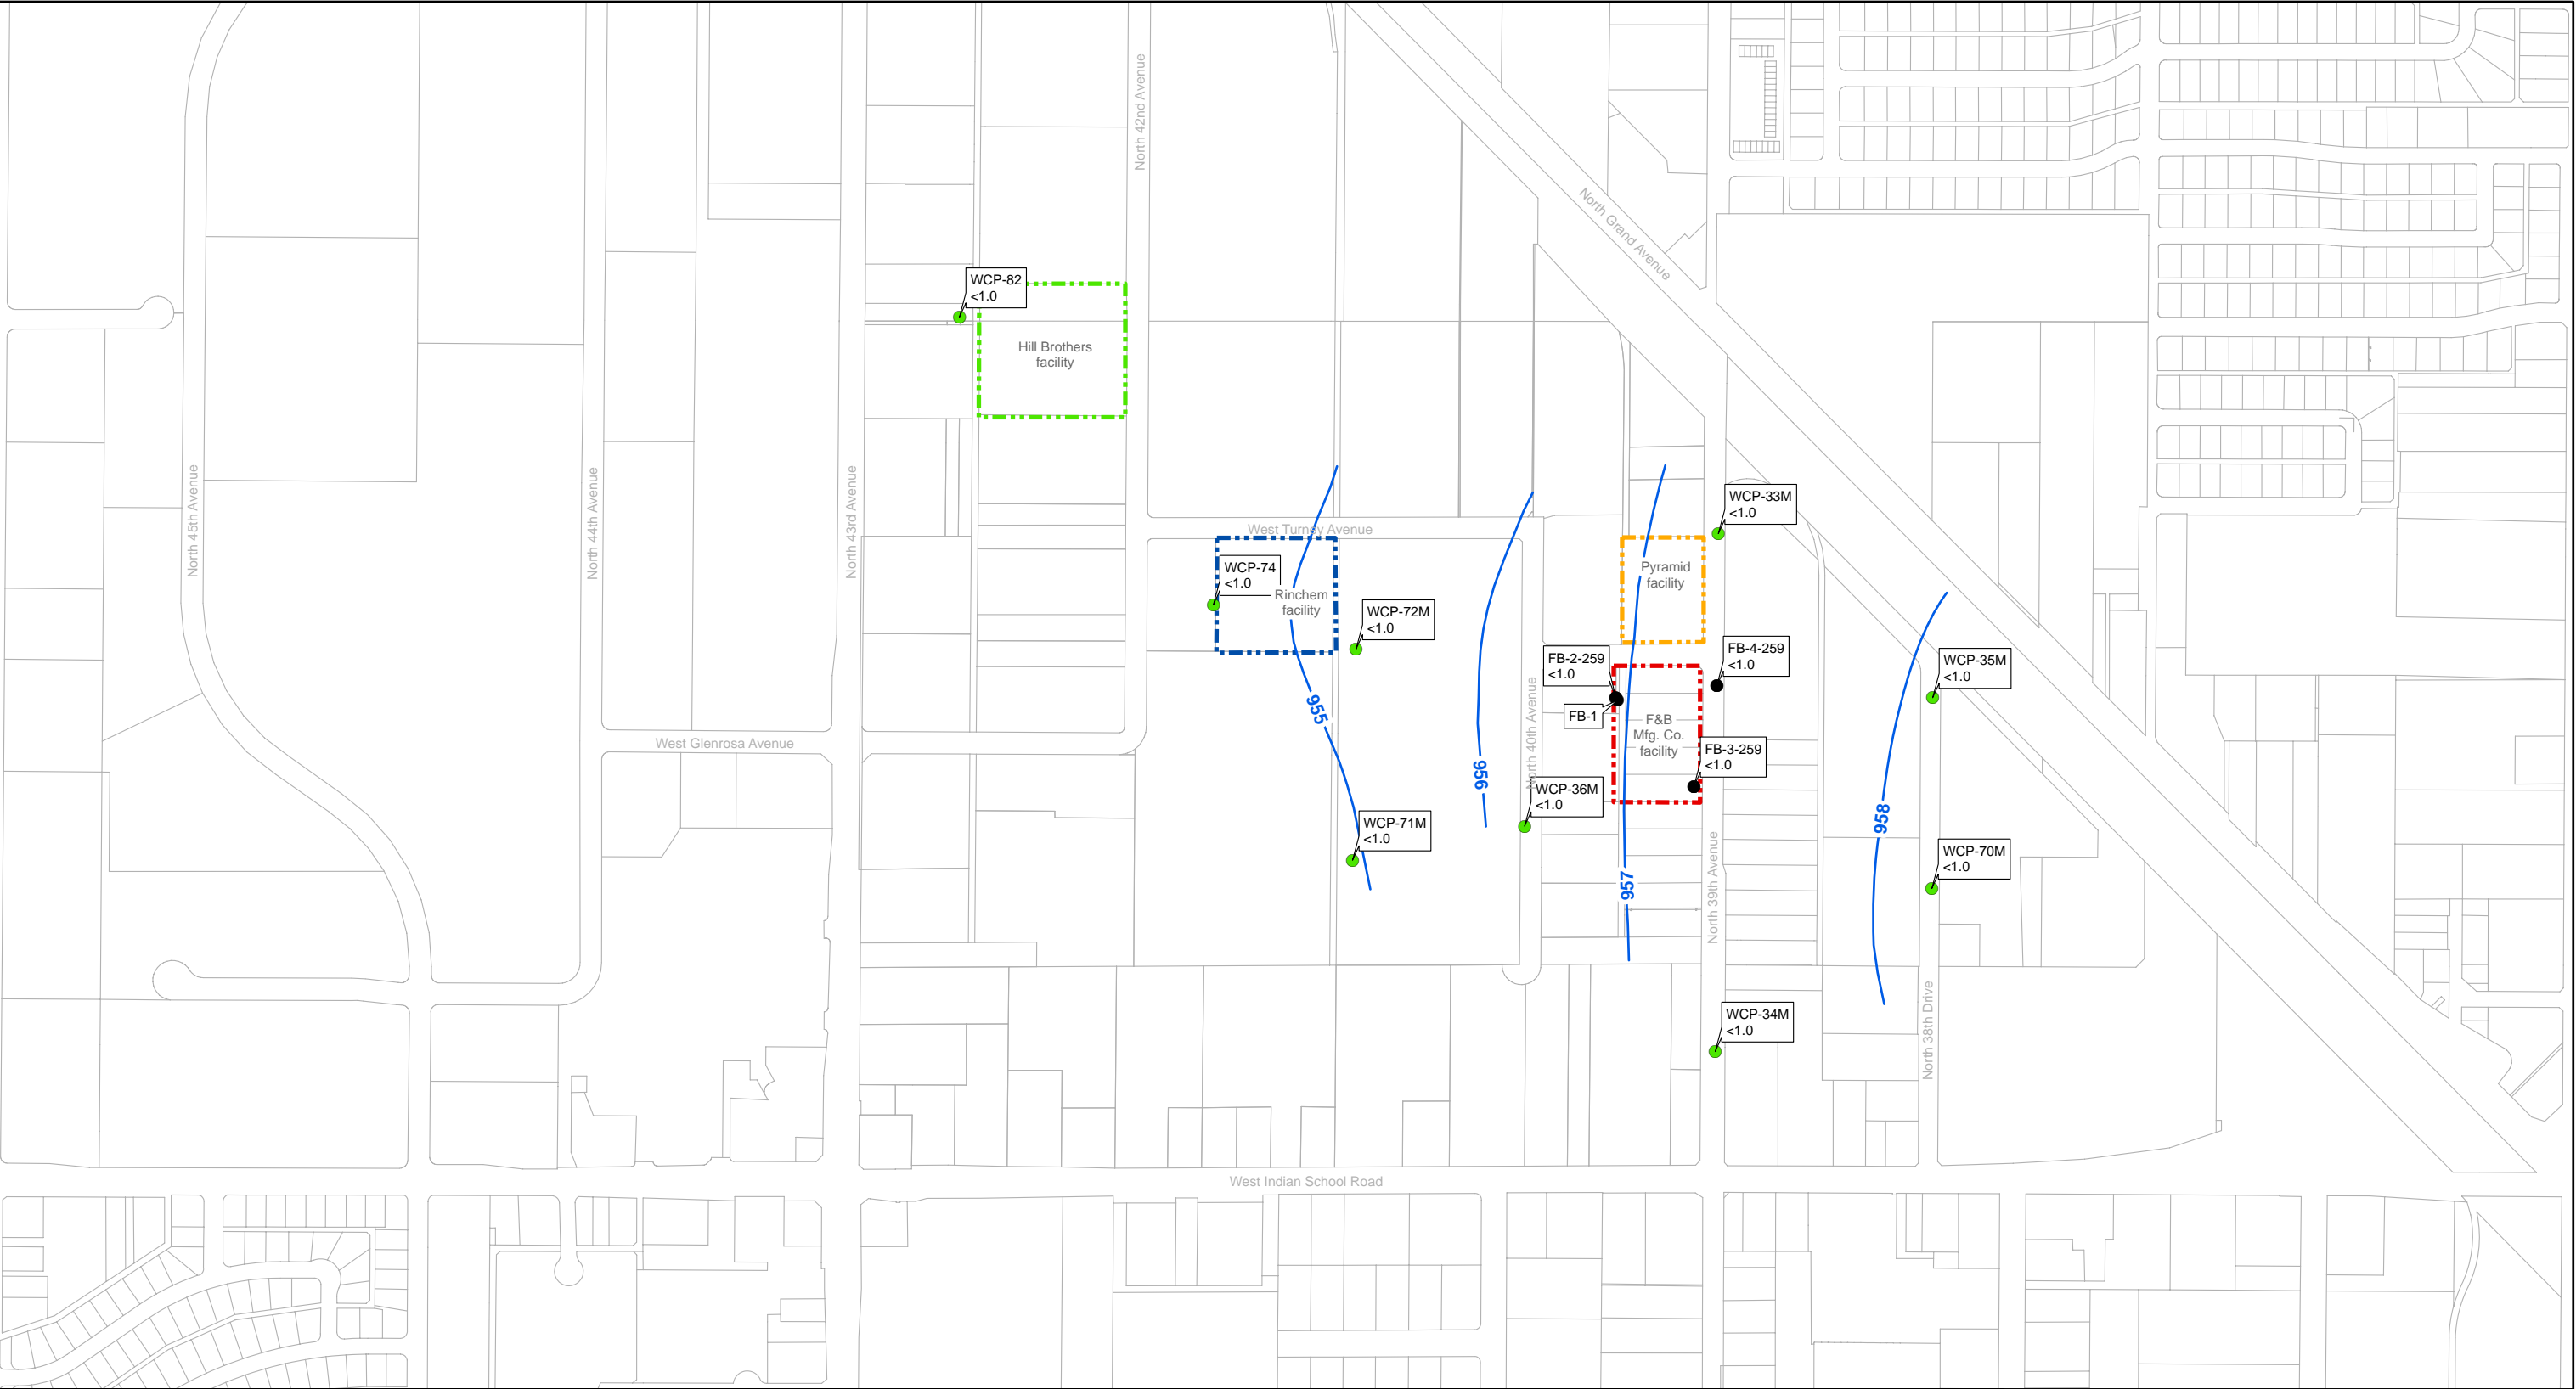 North 42nd Avenue
North Grand Avenue
WCP-82
<1.0
Hill Brothers
facility
North 45th Avenue
North 44th Avenue
North 43rd Avenue
WCP-33M
<1.0
West Turney Avenue
WCP-74
<1.0
Rinchem
facility
Pyramid
facility
WCP-72M
<1.0
FB-2-259
<1.0
FB-4-259
<1.0
WCP-35M
<1.0
955
FB-1
F&B
Mfg. Co.
facility
West Glenrosa Avenue
North 40th Avenue
FB-3-259
<1.0
956
WCP-36M
<1.0
958
WCP-71M
<1.0
WCP-70M
<1.0
957
North 39th Avenue
WCP-34M
<1.0
North 38th Drive
West Indian School Road